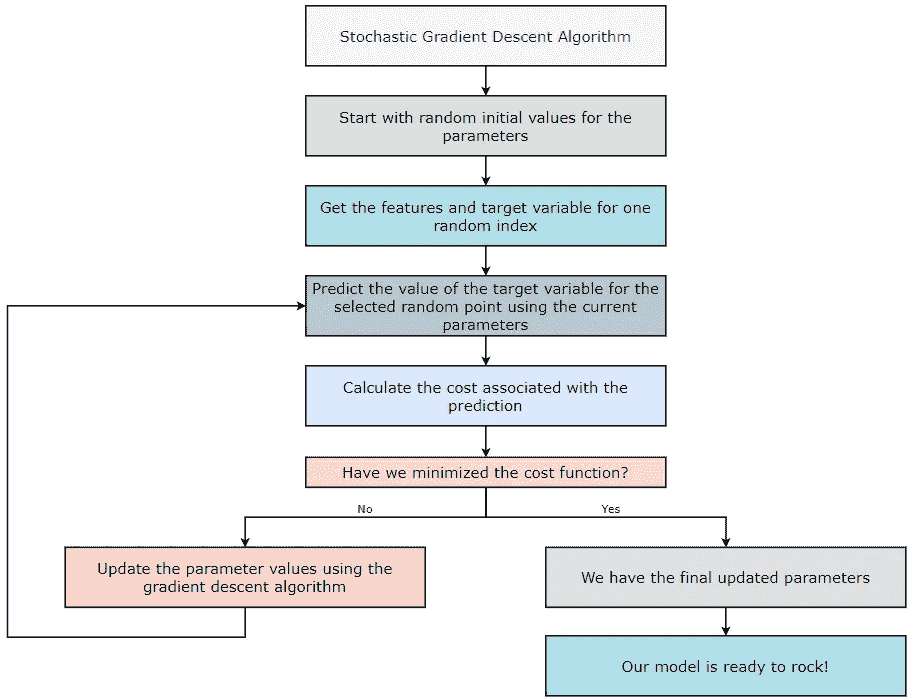 Stochastic Gradient Descent Algorithm
Start with random initial values for the
parameters
Get the features and target variable for one
random index
Predict the value of the target variable for the
selected random point using the current
parameters
Calculate the cost associated with the
prediction
Have we minimized the cost function?
No
Yes
Update the parameter values using the
gradient descent algorithm
We have the final updated parameters
Our model is ready to rock!